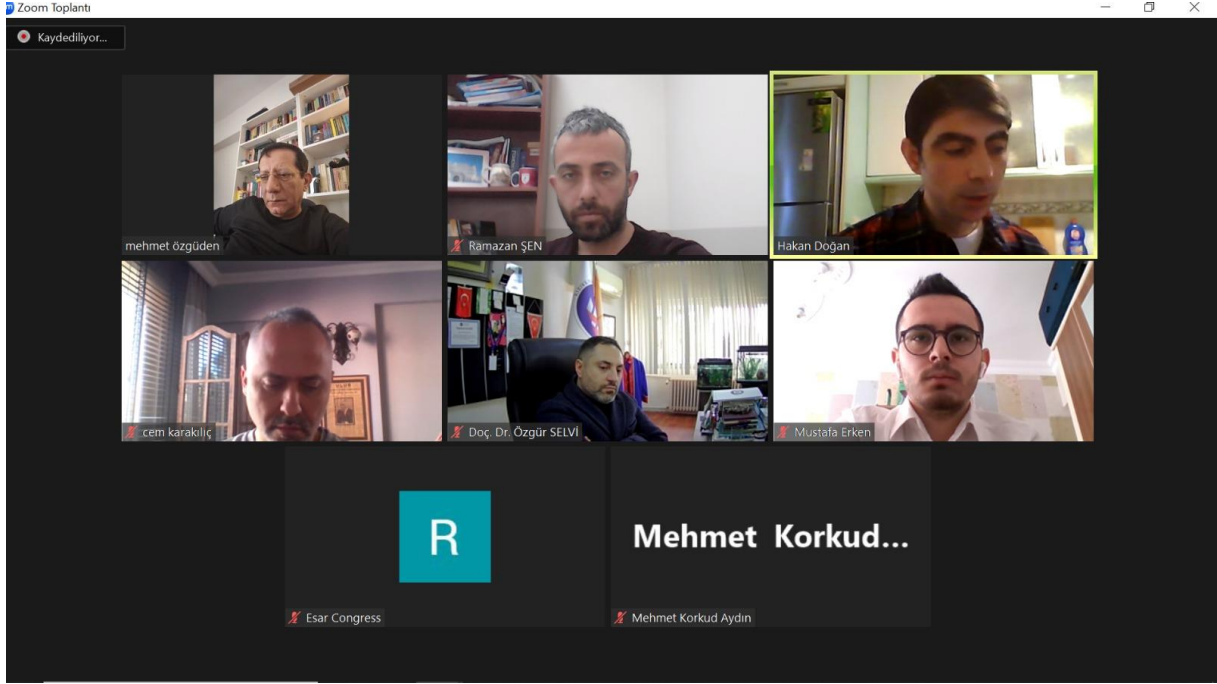 Zoom Toplantı
Kaydediliyor...
mehmet özgüden
Ramazan ŞEN
Hakan Doğan
cem karakılıç
Doç. Dr. Özgür SELVİ
Mustafa Erken
R
Mehmet Korkud...
Esar Congress
Mehmet Korkud Aydın